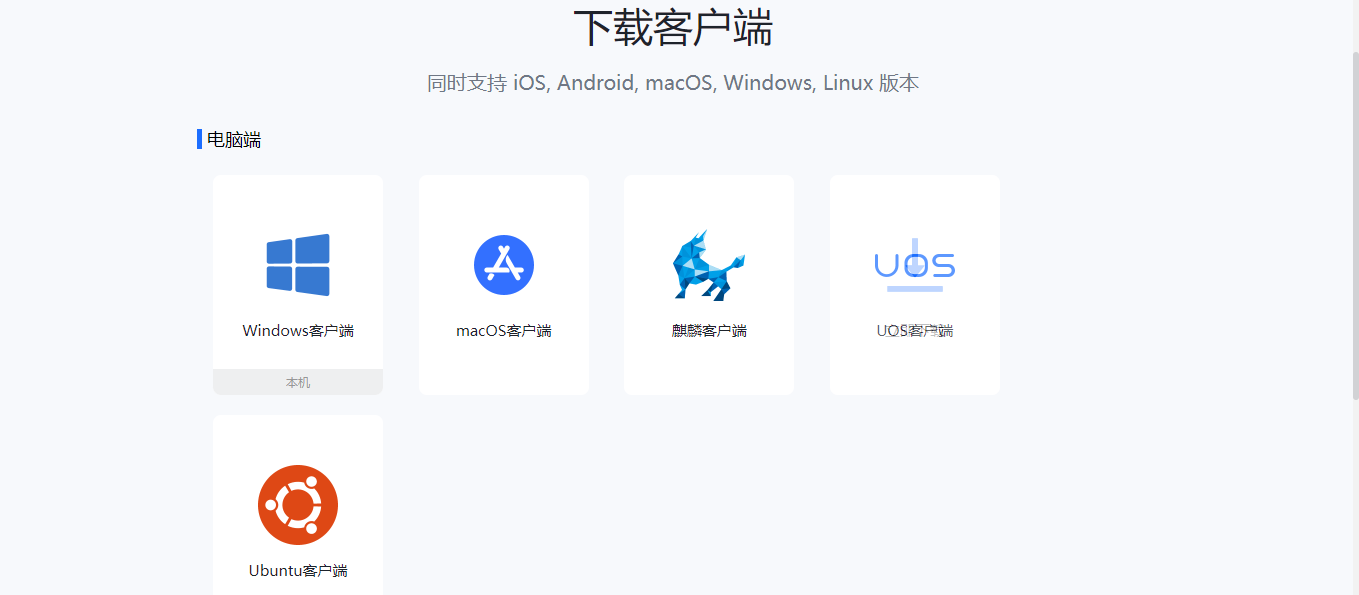 下载客户端
同时支持 iOS, Android, macOS, Windows, Linux 版本
电脑端
Windows客户端
macOS客户端
麒麟客户端
UOS
UOS客户端
本机
Ubuntu客户端